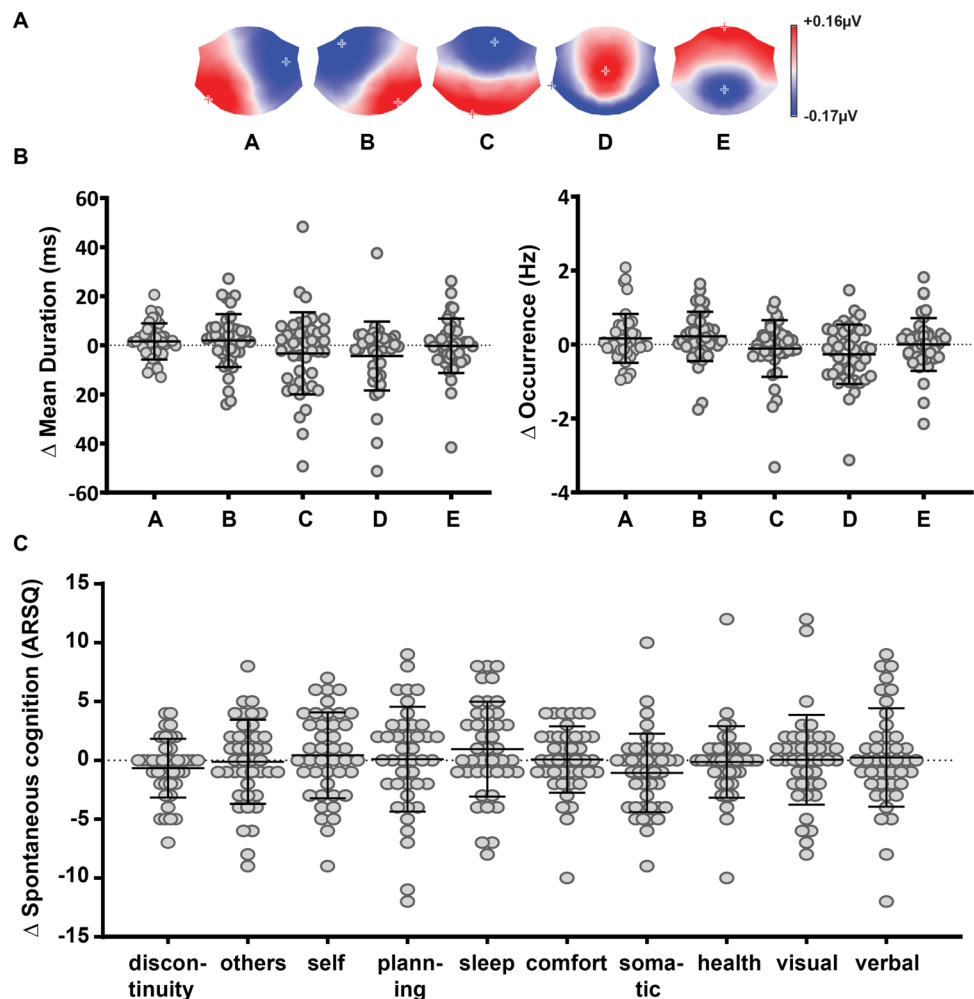 A
+0.16µV
-0.17µV
A B C D E
B
Δ Mean Duration (ms)
60
40
20
0
20
40
-60
A B C D E
Δ Occurrence (Hz)
4
2
0
-2
-4
A B C D E
C
Δ Spontaneous cognition (ARSQ)
15
10
5
0
-5
-10
-15
discon- others self plann- sleep comfort soma- health visual verbal
tinuity ing tic